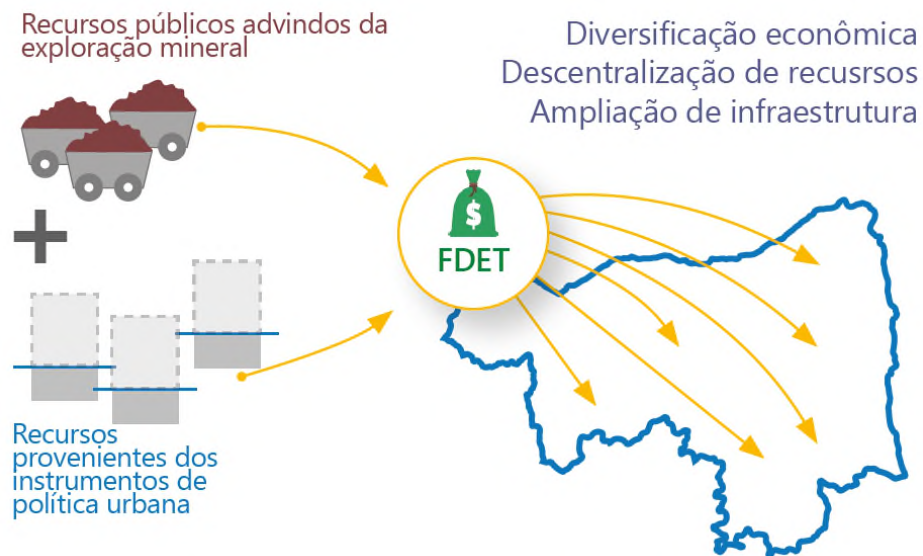 Recursos públicos advindos da
exploração mineral
Diversificação econômica
Descentralização de recusrsos
Ampliação de infraestrutura
$
FDET
Recursos
provenientes dos
instrumentos de
política urbana